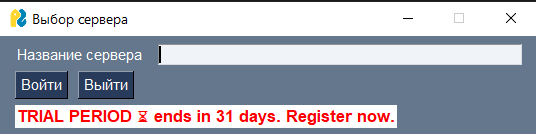 Выбор сервера
Название сервера
Войти Выйти
TRIAL PERIOD ⏳ ends in 31 days. Register now.